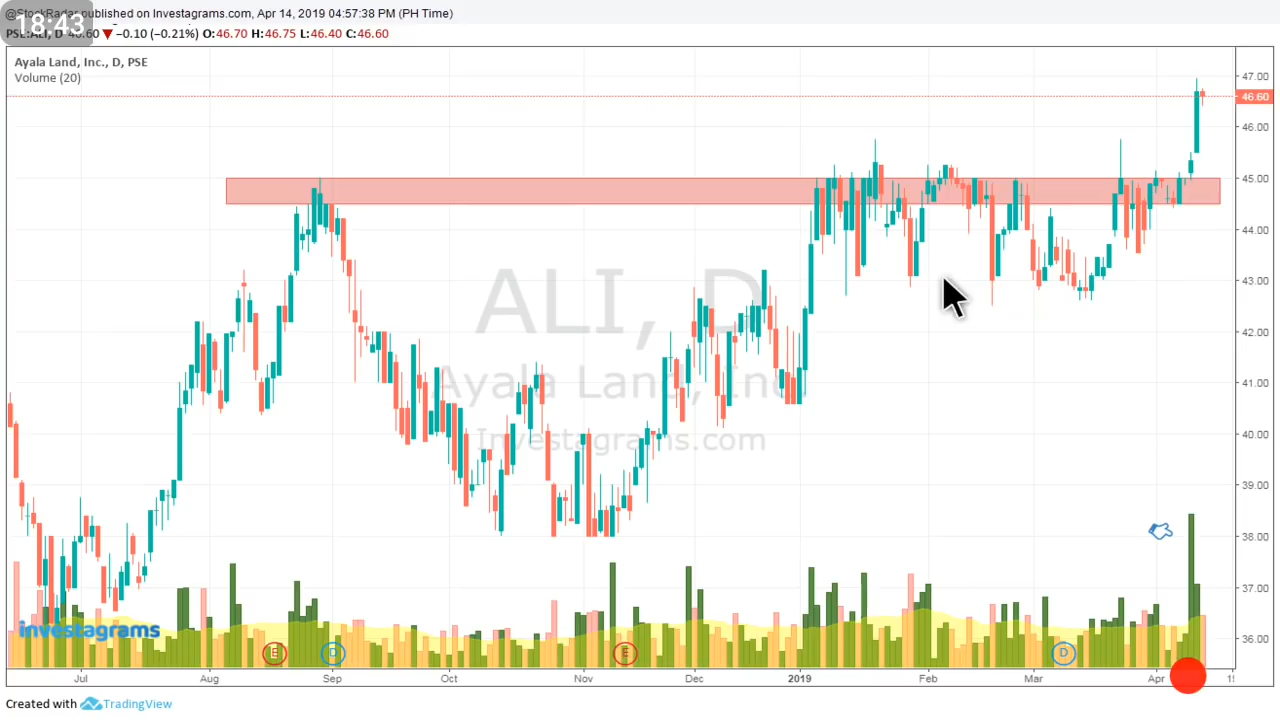 @StockRadar published on Investagrams.com, Apr 14, 2019 04:57:38 PM (PH Time)
18:43
PSE:ALI, D 46.60 ▼ −0.10 (−0.21%) O:46.70 H:46.75 L:46.40 C:46.60
Ayala Land, Inc., D, PSE
Volume (20)
47.00
46.60
46.00
45.00
44.00
43.00
42.00
41.00
40.00
39.00
38.00
37.00
36.00
ALI, D
Ayala Land, Inc.
Investagrams.com
investagrams
E D E D
Jul Aug Sep Oct Nov Dec 2019 Feb Mar Apr
Created with TradingView